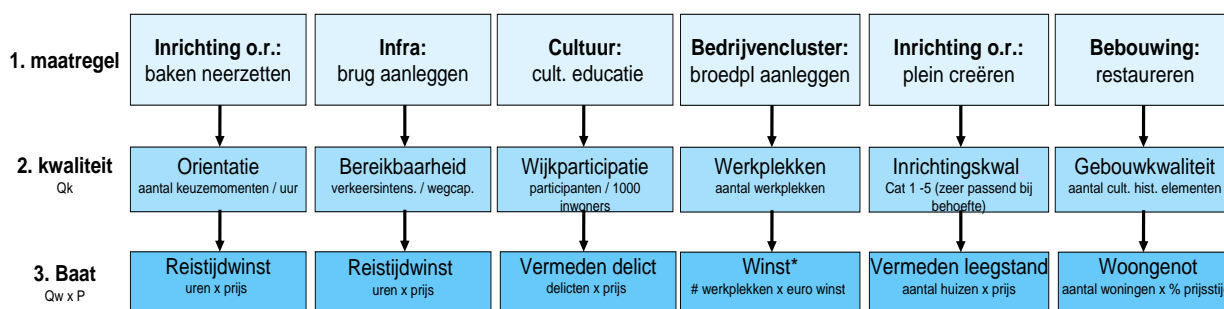 1. maatregel
Inrichting o.r.:
baken neerzetten
Infra:
brug aanleggen
Cultuur:
cult. educatie
Bedrijvencluster:
broedpl aanleggen
Inrichting o.r.:
plein creëren
Bebouwing:
restaureren
2. kwaliteit
Qk
Orientatie
aantal keuzemomenten / uur
Bereikbaarheid
verkeersintens. / wegcap.
Wijkparticipatie
participanten / 1000
inwoners
Werkplekken
aantal werkplekken
Inrichtingskwal
Cat 1 -5 (zeer passend bij
behoefte)
Gebouwkwaliteit
aantal cult. hist. elementen
3. Baat
Qw x P
Reistijdwinst
uren x prijs
Reistijdwinst
uren x prijs
Vermeden delict
delicten x prijs
Winst*
# werkplekken x euro winst
Vermeden leegstand
aantal huizen x prijs
Woongenot
aantal woningen x %